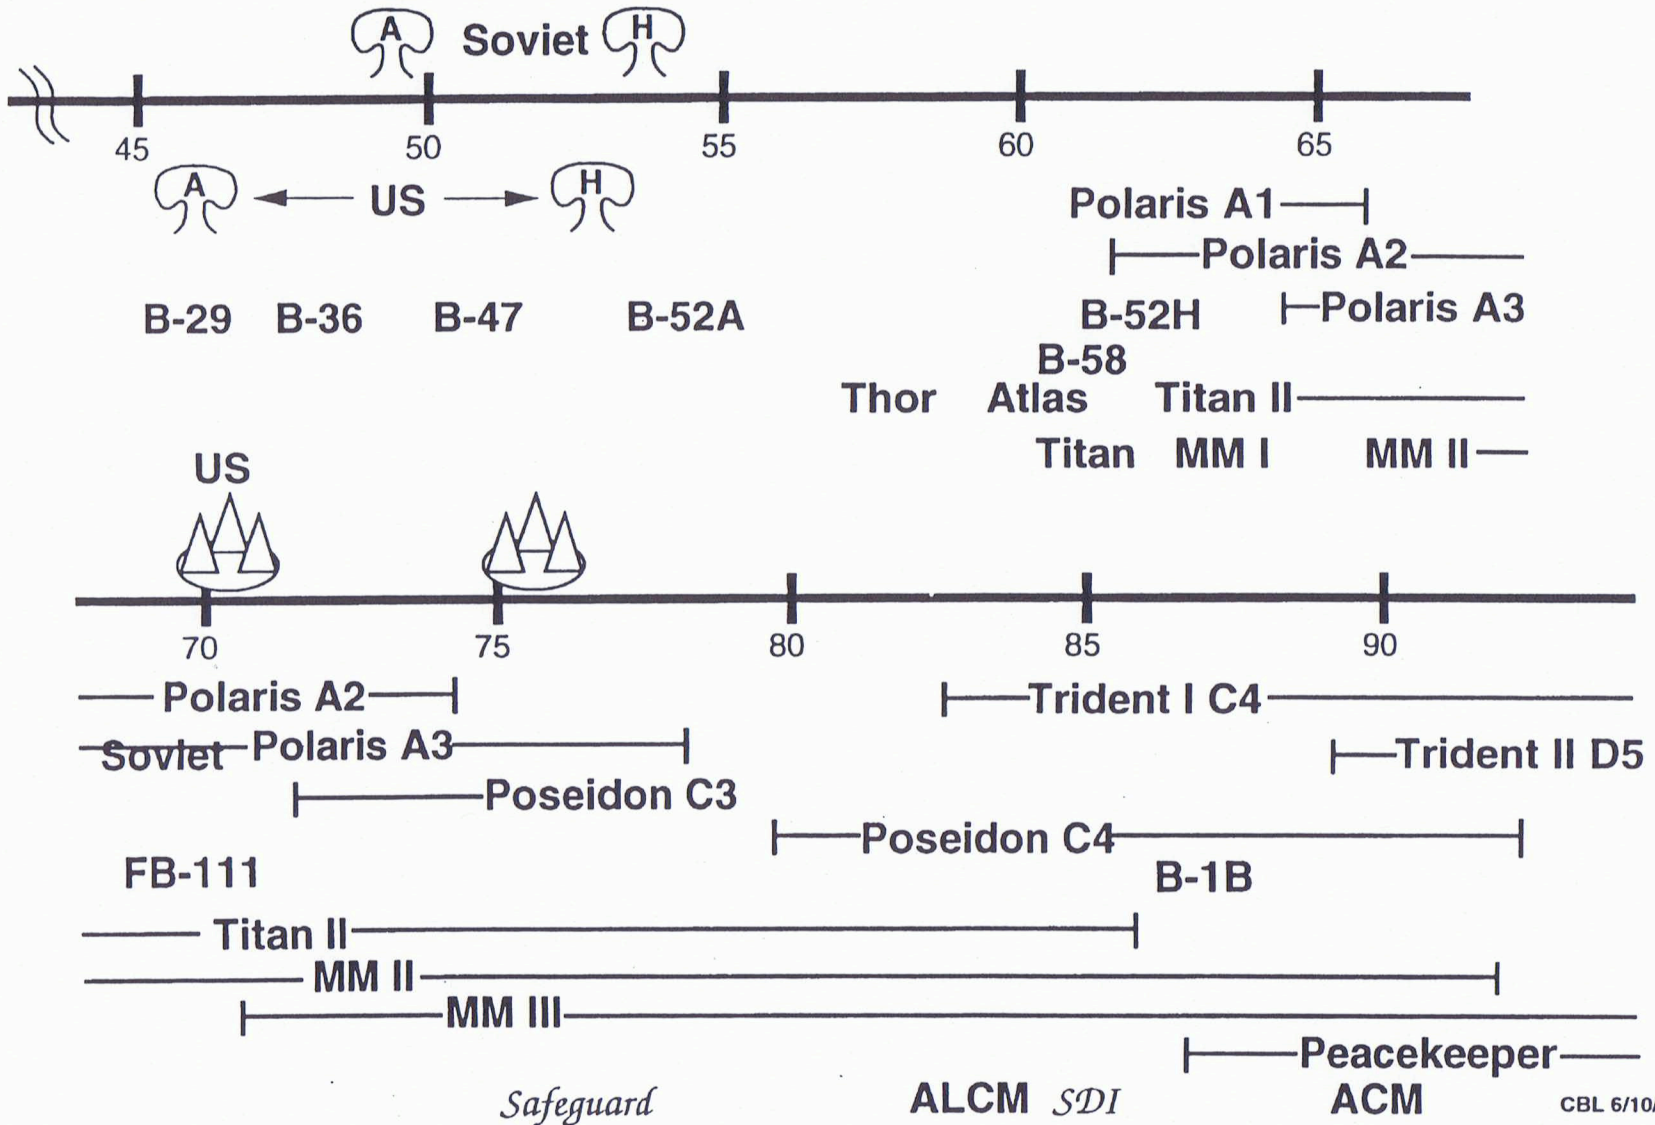 A Soviet H
45 50 55 60 65
A US H
Polaris A1
Polaris A2
B-29 B-36 B-47 B-52A B-52H Polaris A3
B-58
Thor Atlas Titan II
Titan MM I MM II
US
70 75 80 85 90
Polaris A2 Trident I C4
Soviet Polaris A3 Trident II D5
Poseidon C3
Poseidon C4
FB-111 B-1B
Titan II
MM II
MM III
Peacekeeper
Safeguard ALCM SDI ACM CBL 6/10/